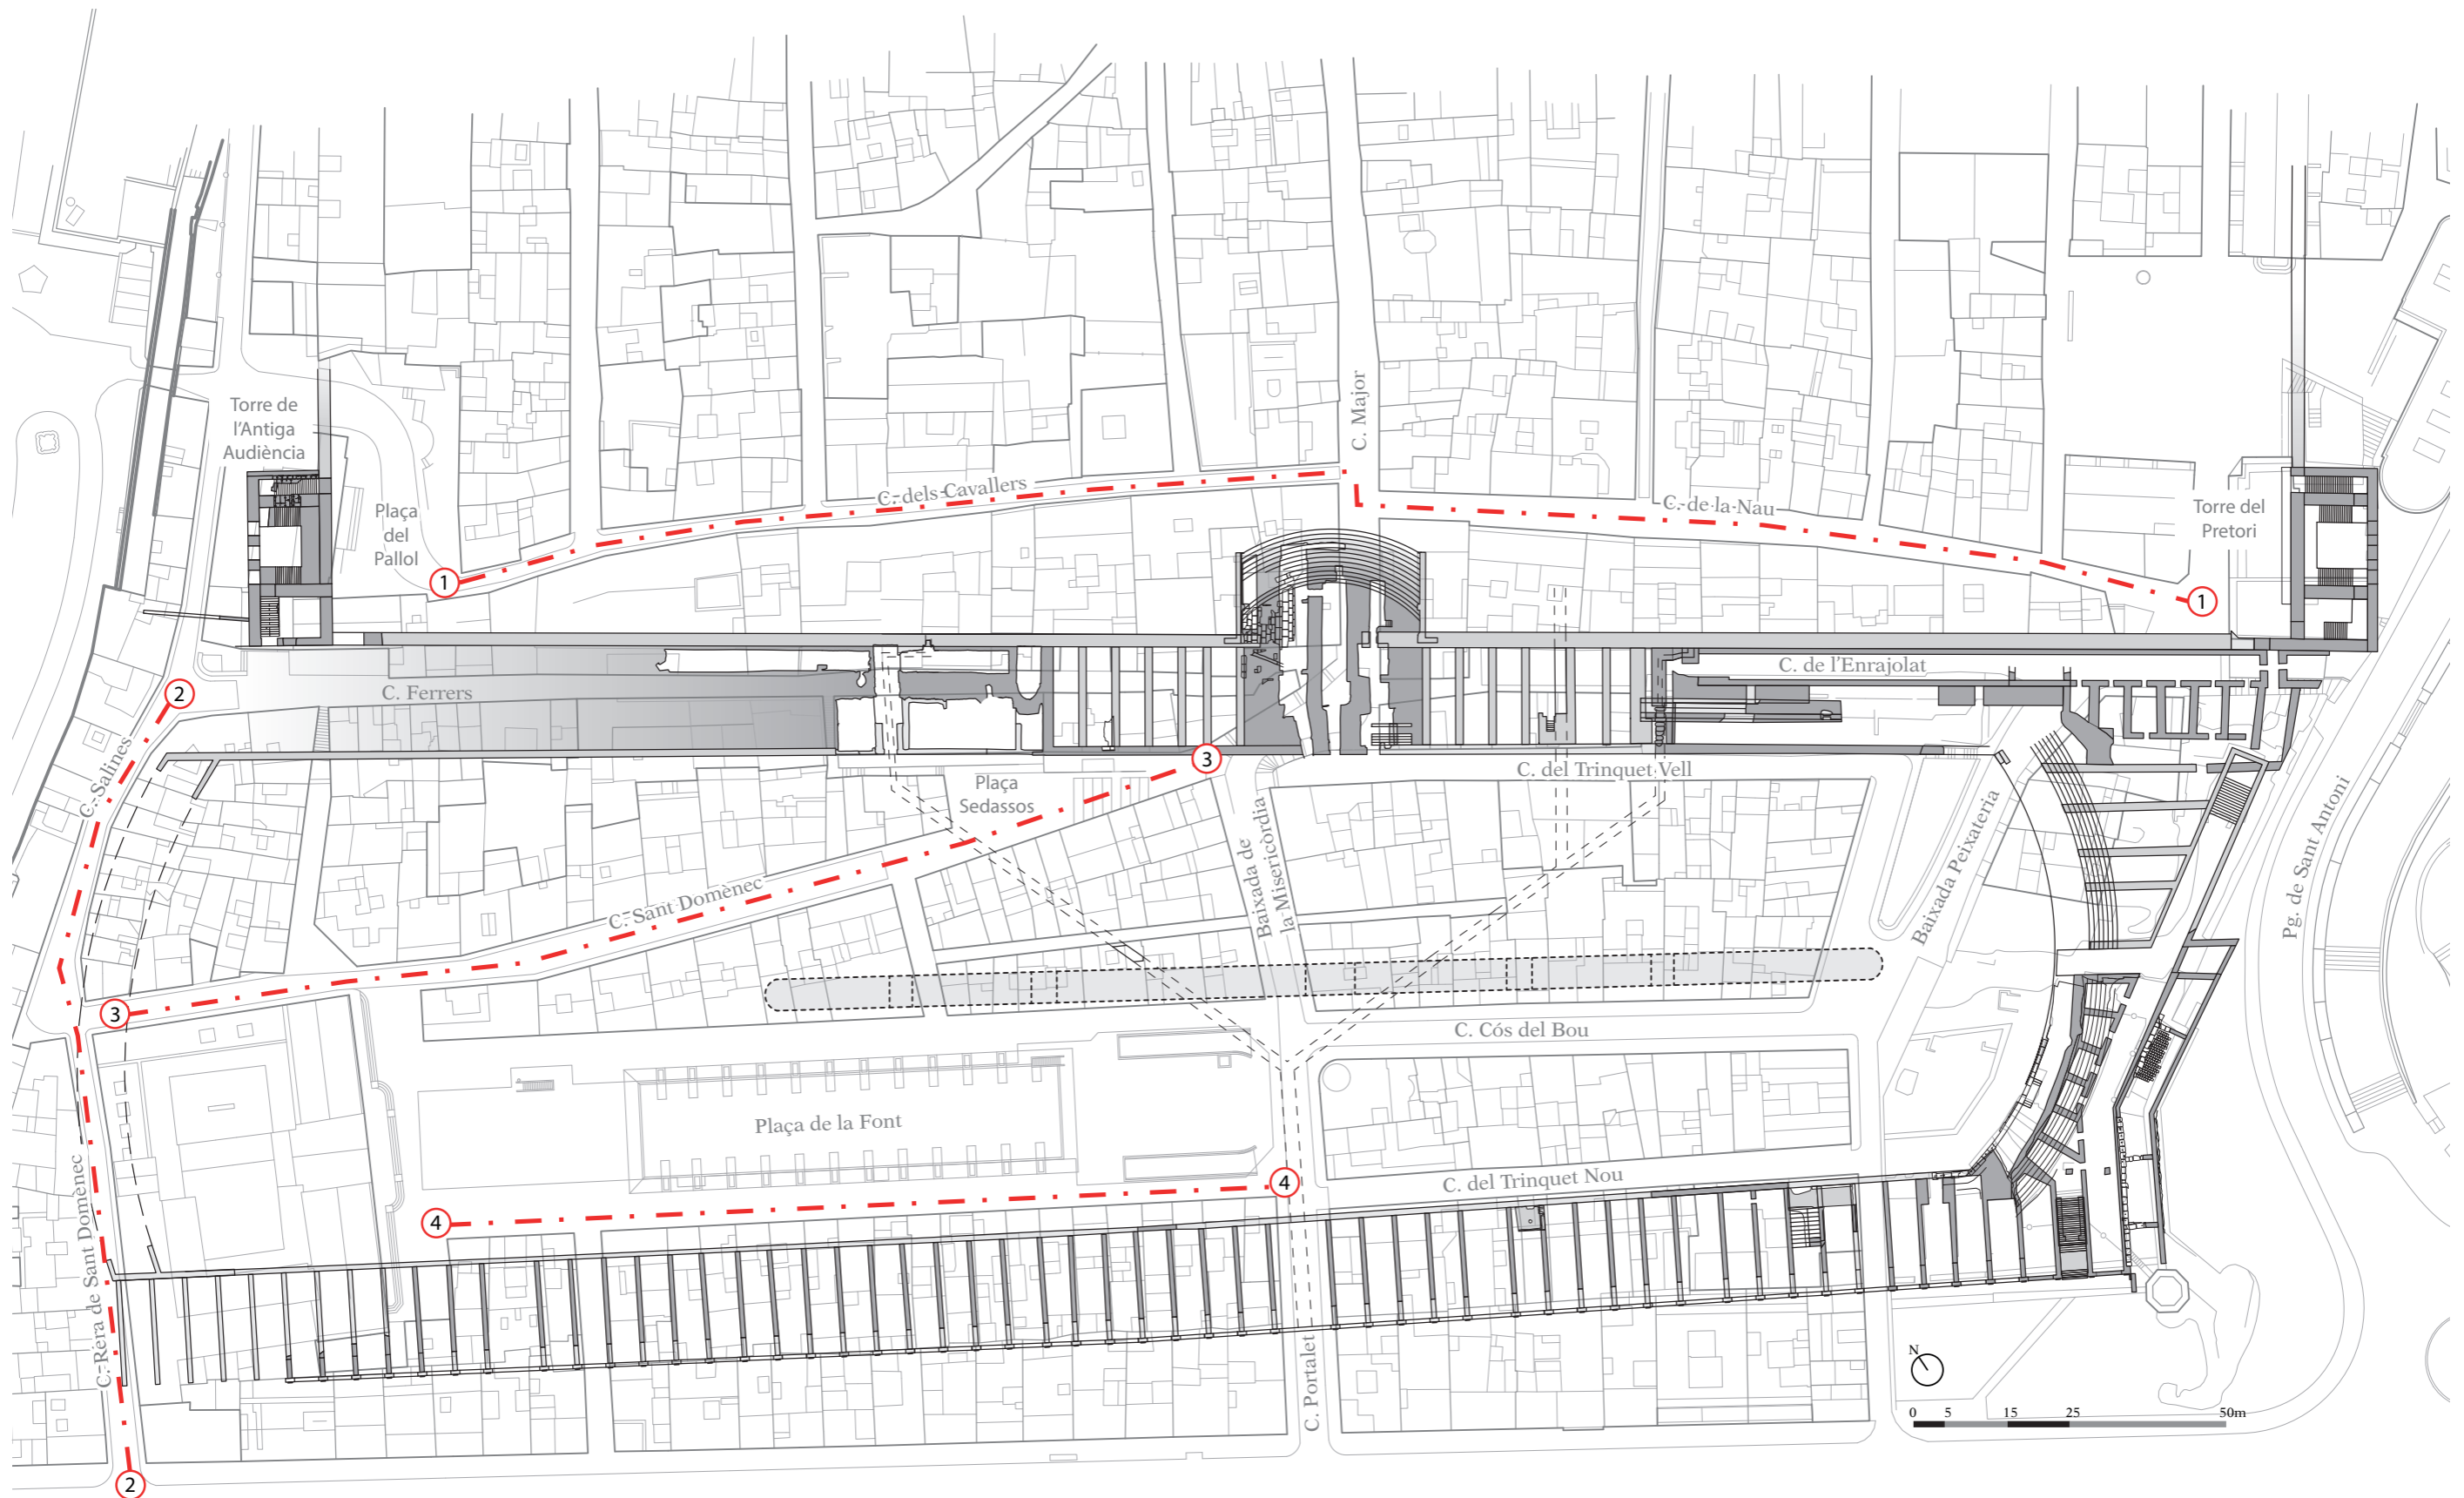 C. Major
Torre de
l'Antiga
Audiència
C. dels Cavallers
C. de la Nau
Torre del
Pretori
Plaça
del
Pallol
1
1
C. de l'Enrajolat
C. Ferrers
2
C. Salines
3
C. del Trinquet Vell
Plaça
Sedassos
Baixada de
la Misericordia
Baixada Peixateria
Pg. de Sant Antoni
C. Sant Domènec
3
C. Cós del Bou
Plaça de la Font
C. del Trinquet Nou
4
4
C. Rera de Sant Domènec
C. Portalet
N
0 5 15 25 50m
2